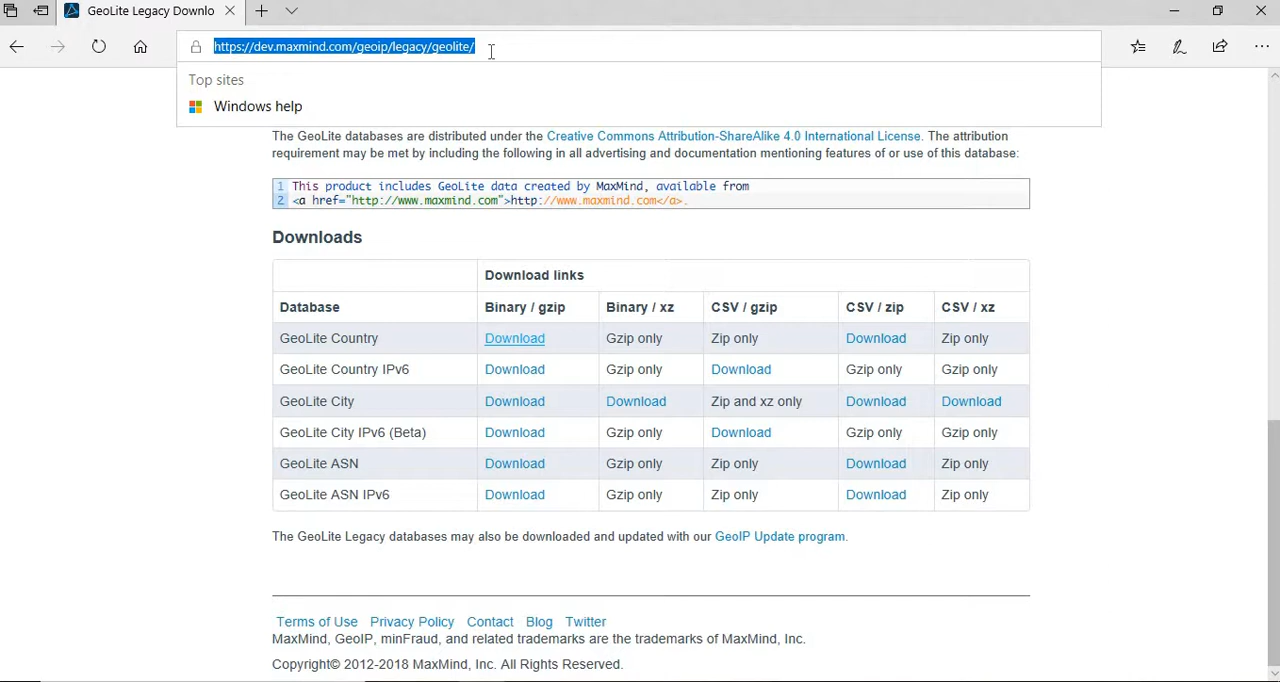 GeoLite Legacy Downlo
https://dev.maxmind.com/geoip/legacy/geolite/
Top sites
Windows help
The GeoLite databases are distributed under the Creative Commons Attribution-ShareAlike 4.0 International License. The attribution
requirement may be met by including the following in all advertising and documentation mentioning features of or use of this database:
1 This product includes GeoLite data created by MaxMind, available from
2 <a href="http://www.maxmind.com">http://www.maxmind.com</a>.
Downloads
Download links
Database Binary / gzip Binary / xz CSV / gzip CSV / zip CSV / xz
GeoLite Country Download Gzip only Zip only Download Zip only
GeoLite Country IPv6 Download Gzip only Download Gzip only Gzip only
GeoLite City Download Download Zip and xz only Download Download
GeoLite City IPv6 (Beta) Download Gzip only Download Gzip only Gzip only
GeoLite ASN Download Gzip only Zip only Download Zip only
GeoLite ASN IPv6 Download Gzip only Zip only Download Zip only
The GeoLite Legacy databases may also be downloaded and updated with our GeoIP Update program.
Terms of Use Privacy Policy Contact Blog Twitter
MaxMind, GeoIP, minFraud, and related trademarks are the trademarks of MaxMind, Inc.
Copyright© 2012-2018 MaxMind, Inc. All Rights Reserved.